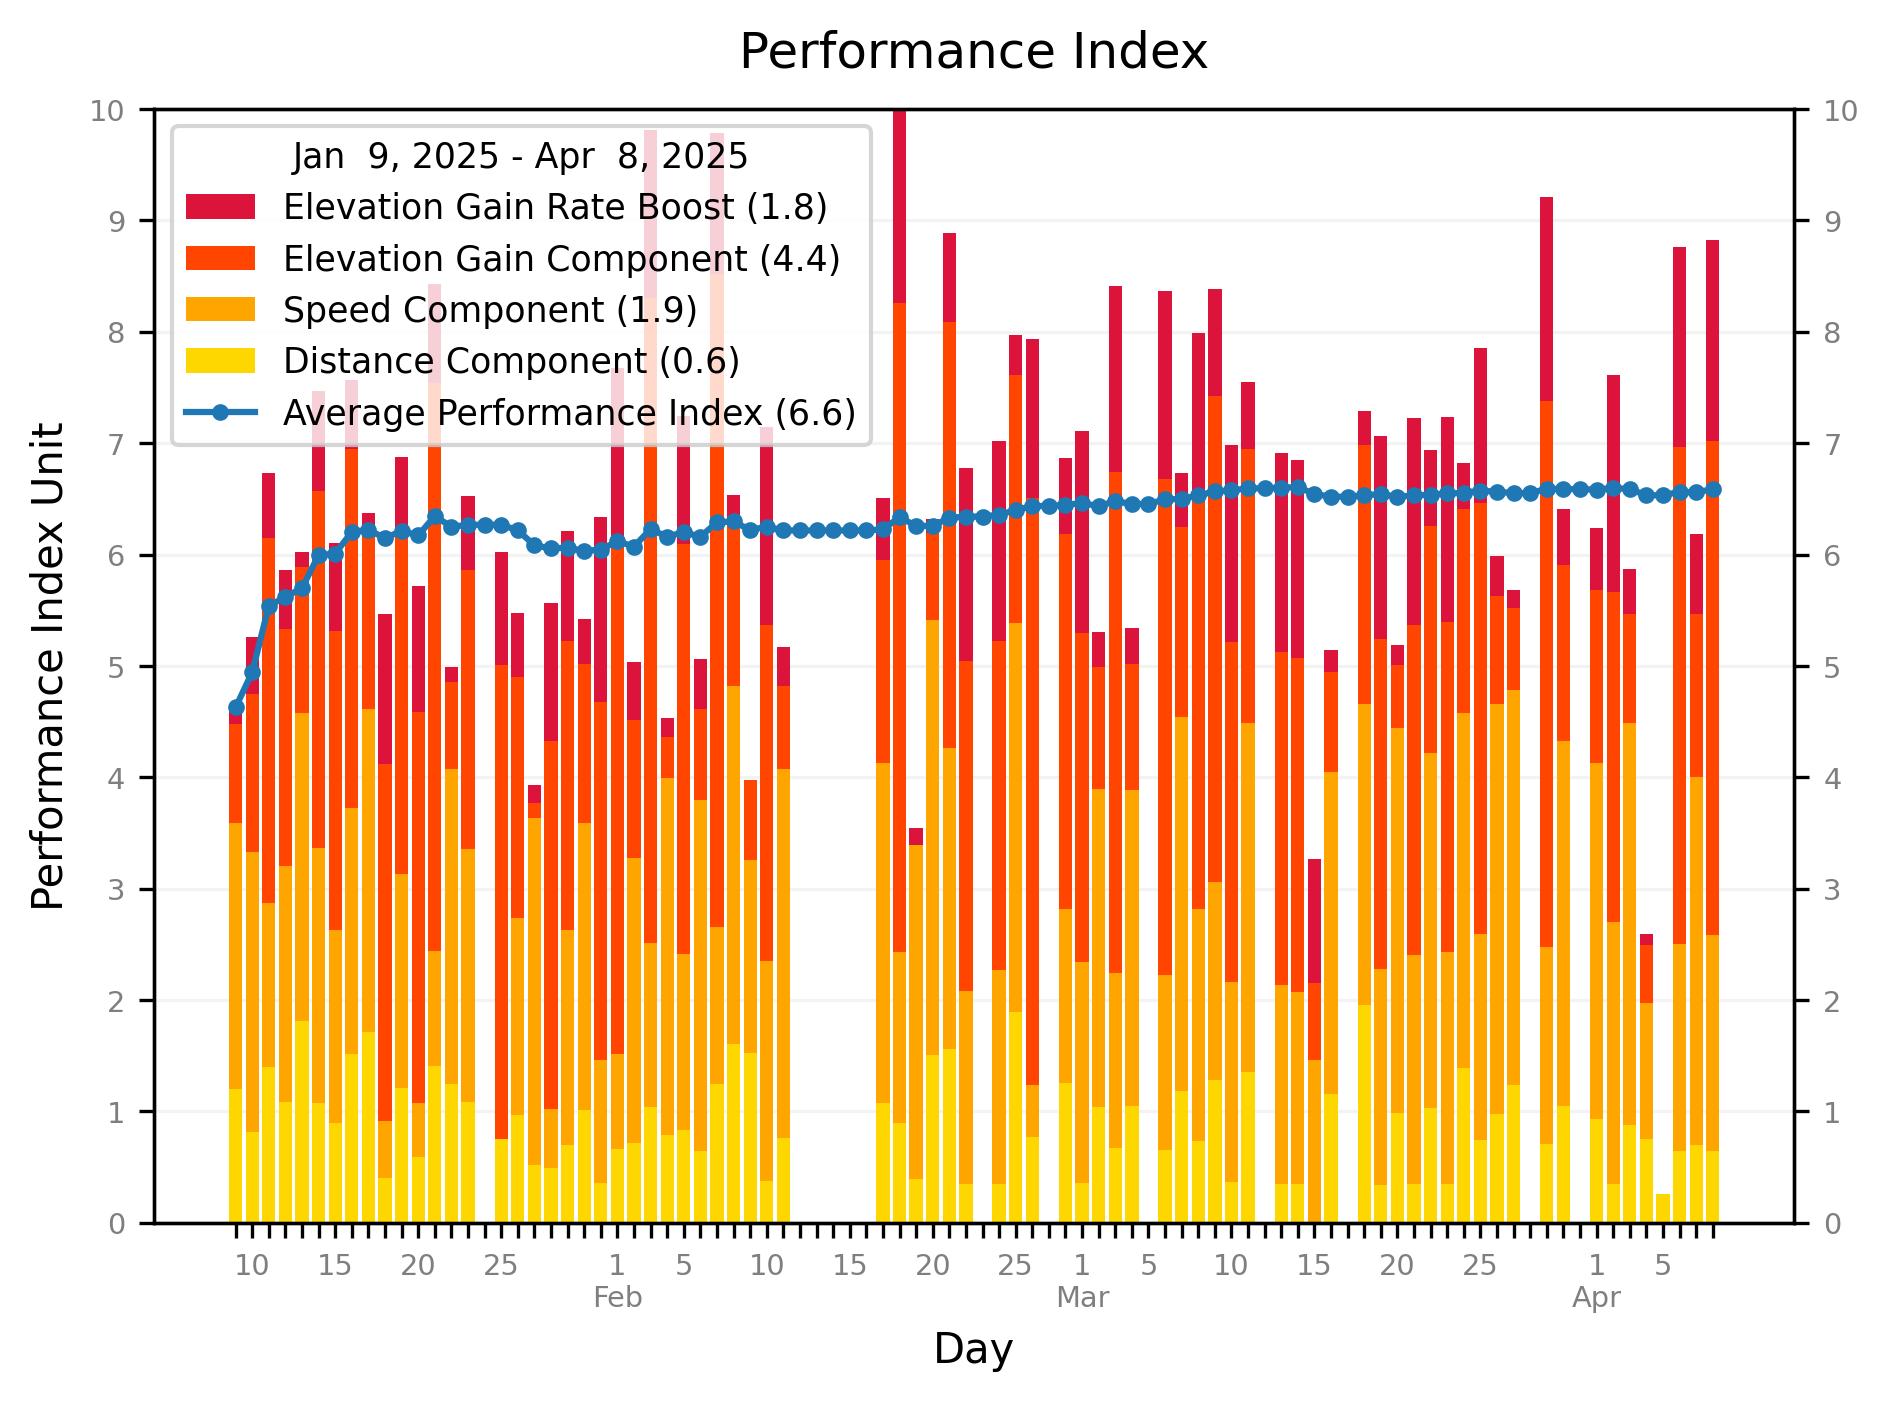 Performance Index
Jan  9, 2025 - Apr  8, 2025
Elevation Gain Rate Boost (1.8)
Elevation Gain Component (4.4)
Speed Component (1.9)
Distance Component (0.6)
Average Performance Index (6.6)
Performance Index Unit
10 10
9 9
8 8
7 7
6 6
5 5
4 4
3 3
2 2
1 1
0 0
10 15 20 25 1 5 10 15 20 25 1 5 10 15 20 25 1 5
Feb Mar Apr
Day